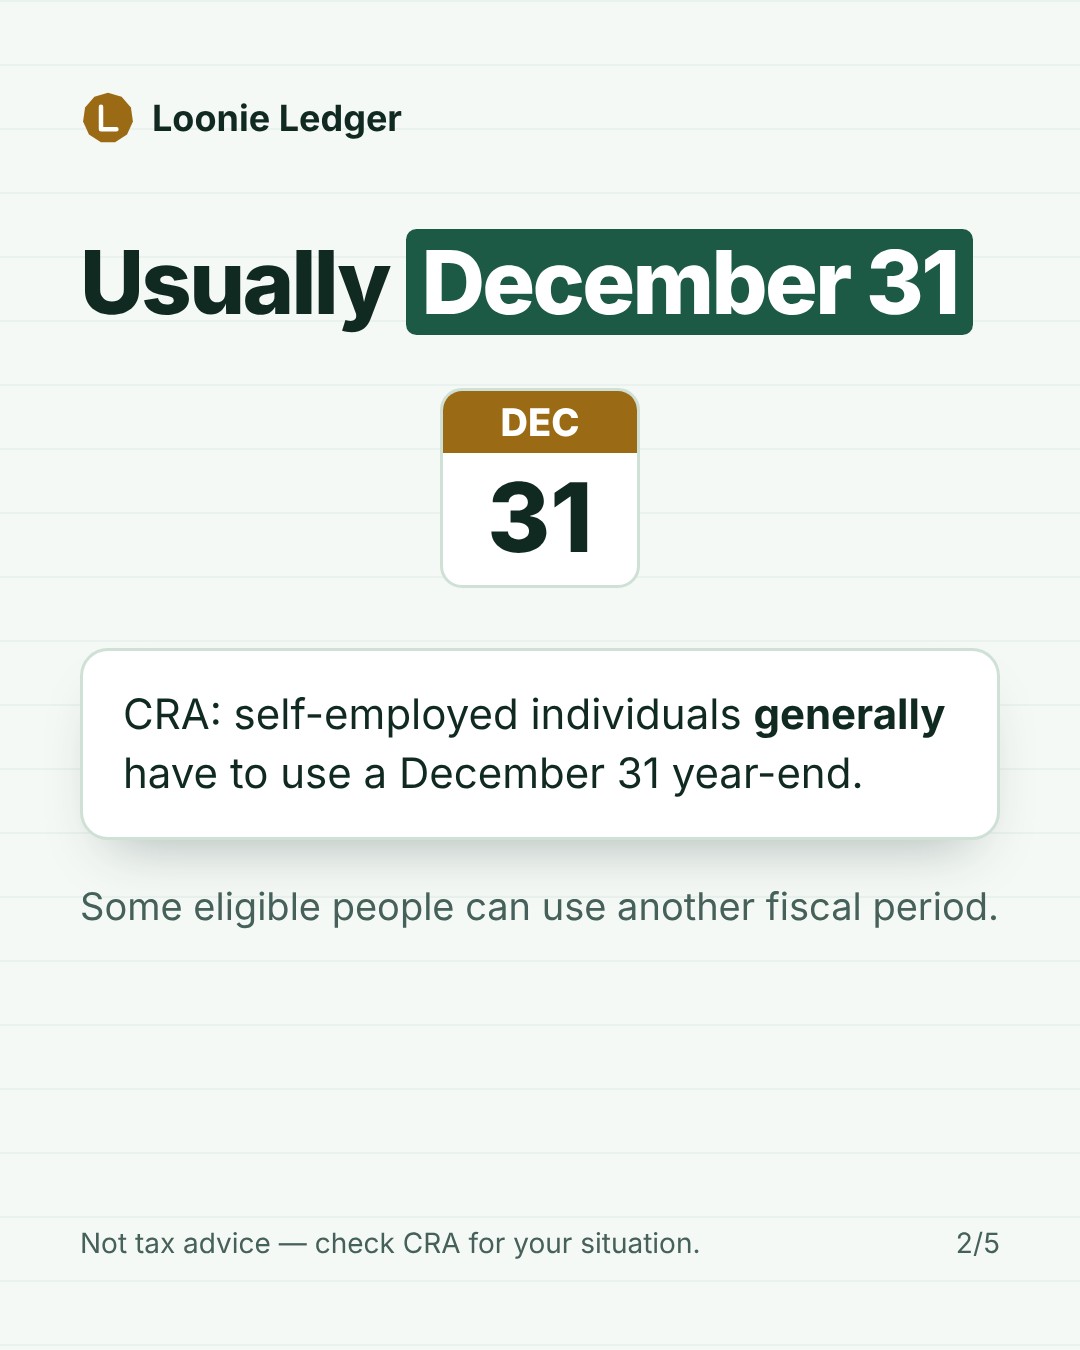 L Loonie Ledger
Usually December 31
DEC
31
CRA: self-employed individuals generally
have to use a December 31 year-end.
Some eligible people can use another fiscal period.
Not tax advice — check CRA for your situation. 2/5